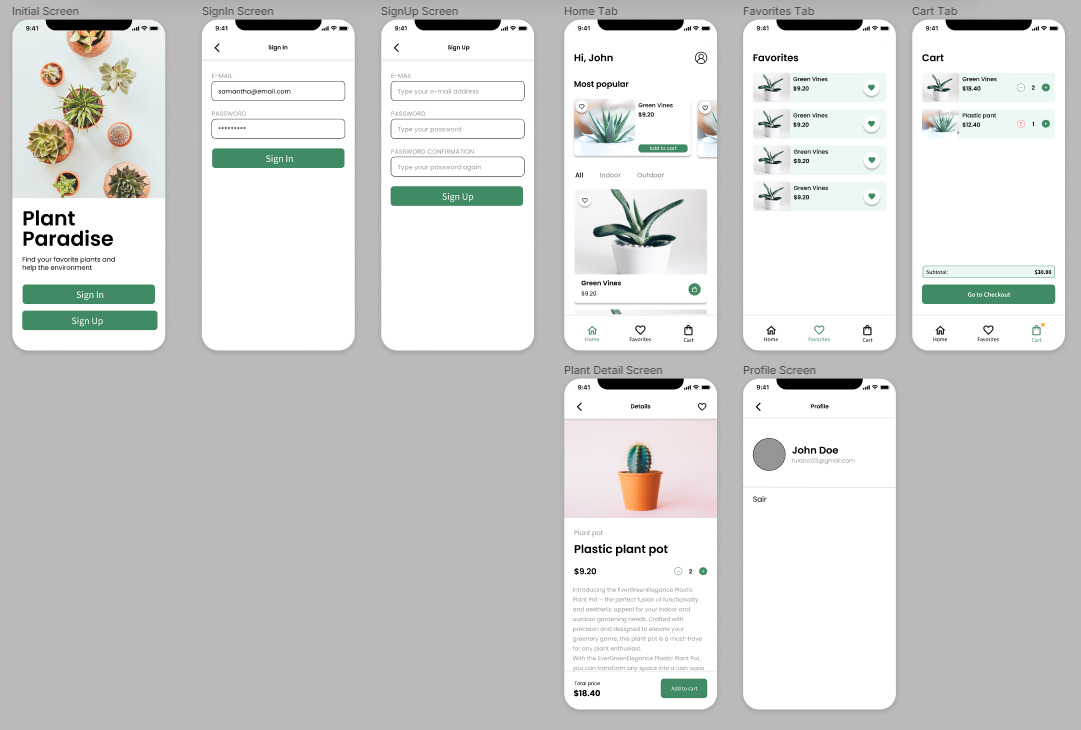 Initial Screen
9:41
Plant
Paradise
Find your favorite plants and
help the environment
Sign In
Sign Up
SignIn Screen
9:41
Sign In
E-MAIL
samantha@email.com
PASSWORD
*********
Sign In
SignUp Screen
9:41
Sign Up
E-MAIL
Type your e-mail address
PASSWORD
Type your password
PASSWORD CONFIRMATION
Type your password again
Sign Up
Home Tab
9:41
Hi, John
Most popular
Green Vines
$9.20
Add to cart
All Indoor Outdoor
Green Vines
$9.20
Home Favorites Cart
Favorites Tab
9:41
Favorites
Green Vines
$9.20
Green Vines
$9.20
Green Vines
$9.20
Green Vines
$9.20
Home Favorites Cart
Cart Tab
9:41
Cart
Green Vines
$18.40
2
Plastic pant
$12.40
1
Subtotal: $30.80
Go to Checkout
Home Favorites Cart
Plant Detail Screen
9:41
Details
Plant pot
Plastic plant pot
$9.20 2
Introducing the EverGreenElegance Plastic
Plant Pot – the perfect fusion of functionality
and aesthetic appeal for your indoor and
outdoor gardening needs. Crafted with
precision and designed to elevate your
greenery game, this plant pot is a must-have
for any plant enthusiast.
With the EverGreenElegance Plastic Plant Pot,
you can transform any space into a lush oasis
Total price
$18.40
Add to cart
Profile Screen
9:41
Profile
John Doe
fulano123@gmail.com
Sair